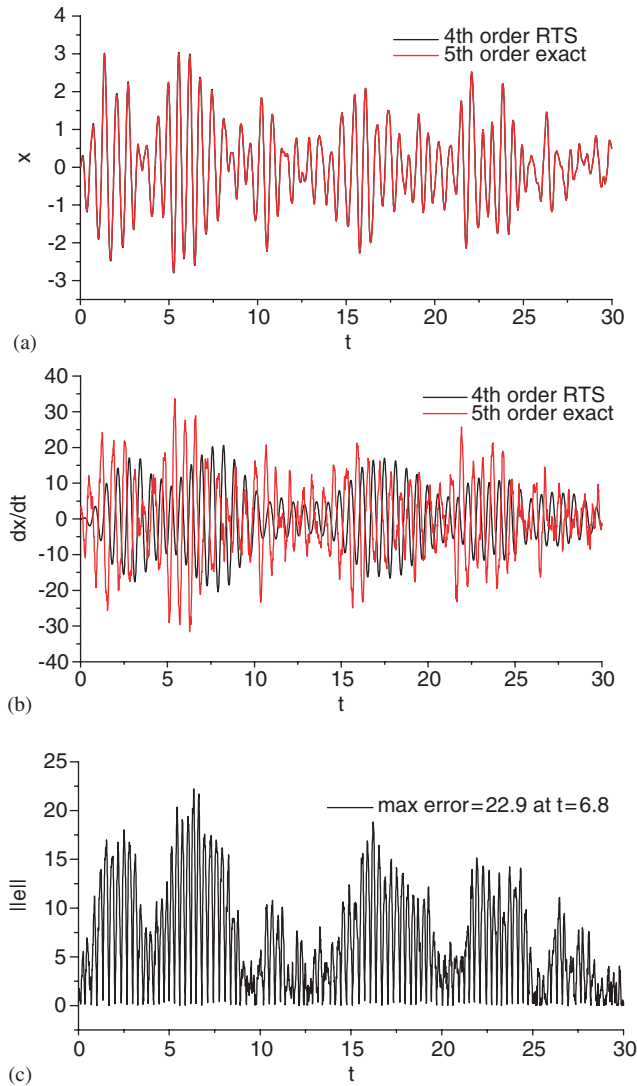 4
3
2
1
0
-1
-2
-3
x
4th order RTS
5th order exact
0 5 10 15 20 25 30
(a)
t
40
30
20
10
0
-10
-20
-30
-40
dx/dt
4th order RTS
5th order exact
0 5 10 15 20 25 30
(b)
t
25
20
15
10
5
0
||e||
max error=22.9 at t=6.8
0 5 10 15 20 25 30
(c)
t